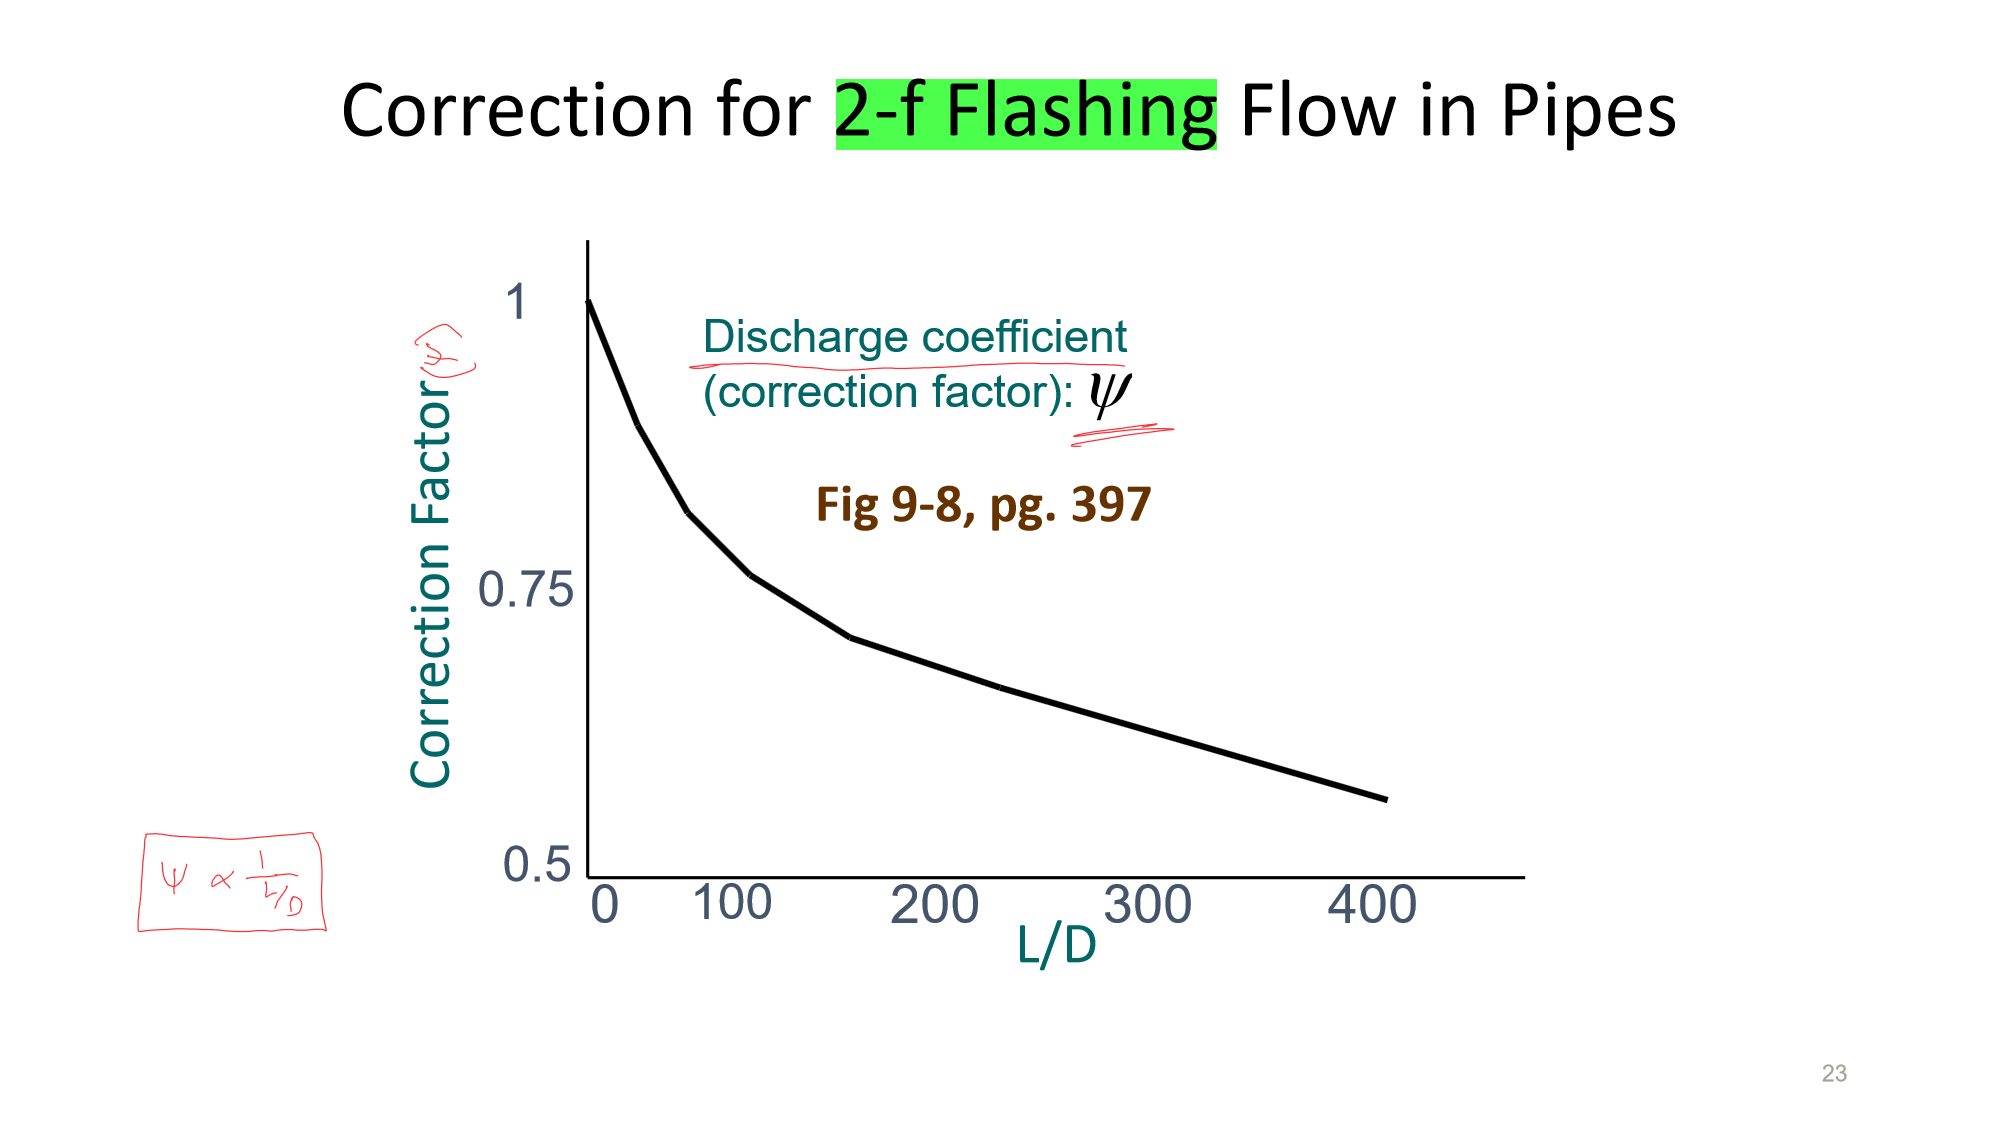 Correction for 2-f Flashing Flow in Pipes
1
Discharge coefficient
(correction factor): ψ
Fig 9-8, pg. 397
Correction Factor (ψ)
0.75
0.5
0 100 200 300 400
L/D
ψ ∝ 1/(L/D)
23